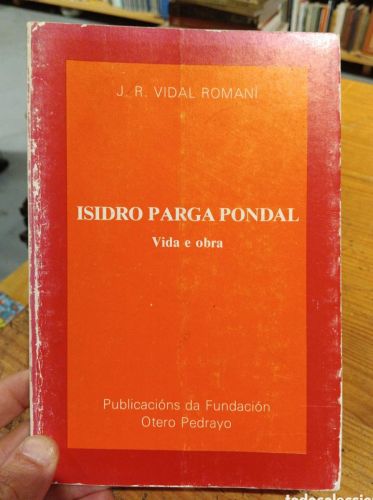 J. R. VIDAL ROMANÍ
ISIDRO PARGA PONDAL
Vida e obra
Publicacións da Fundación
Otero Pedrayo